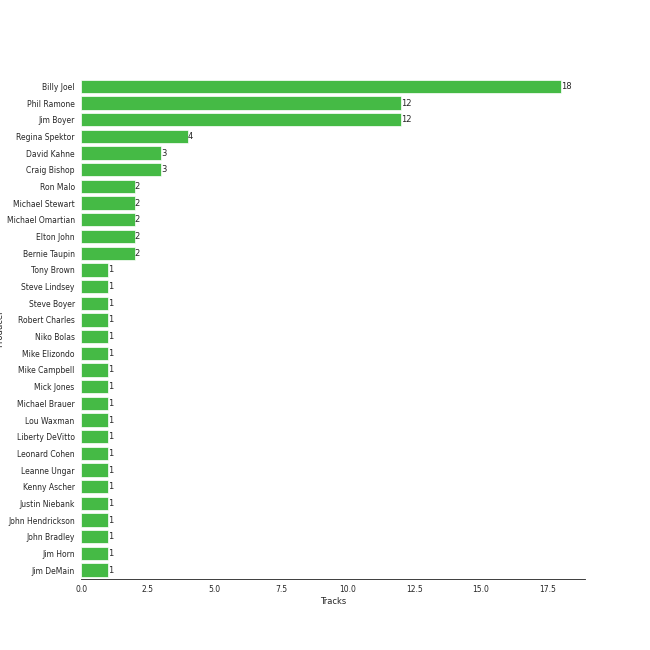 Billy Joel 18
Phil Ramone 12
Jim Boyer 12
Regina Spektor 4
David Kahne 3
Craig Bishop 3
Ron Malo 2
Michael Stewart 2
Michael Omartian 2
Elton John 2
Bernie Taupin 2
Tony Brown 1
Steve Lindsey 1
Steve Boyer 1
Robert Charles 1
Niko Bolas 1
Mike Elizondo 1
Mike Campbell 1
Mick Jones 1
Michael Brauer 1
Lou Waxman 1
Liberty DeVitto 1
Leonard Cohen 1
Leanne Ungar 1
Kenny Ascher 1
Justin Niebank 1
John Hendrickson 1
John Bradley 1
Jim Horn 1
Jim DeMain 1
0.0 2.5 5.0 7.5 10.0 12.5 15.0 17.5
Tracks